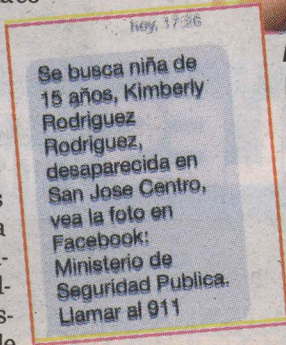 hoy, 17:26
Se busca niña de
15 años, Kimberly
Rodriguez
Rodriguez,
desaparecida en
San Jose Centro,
vea la foto en
Facebook:
Ministerio de
Seguridad Publica.
Llamar al 911